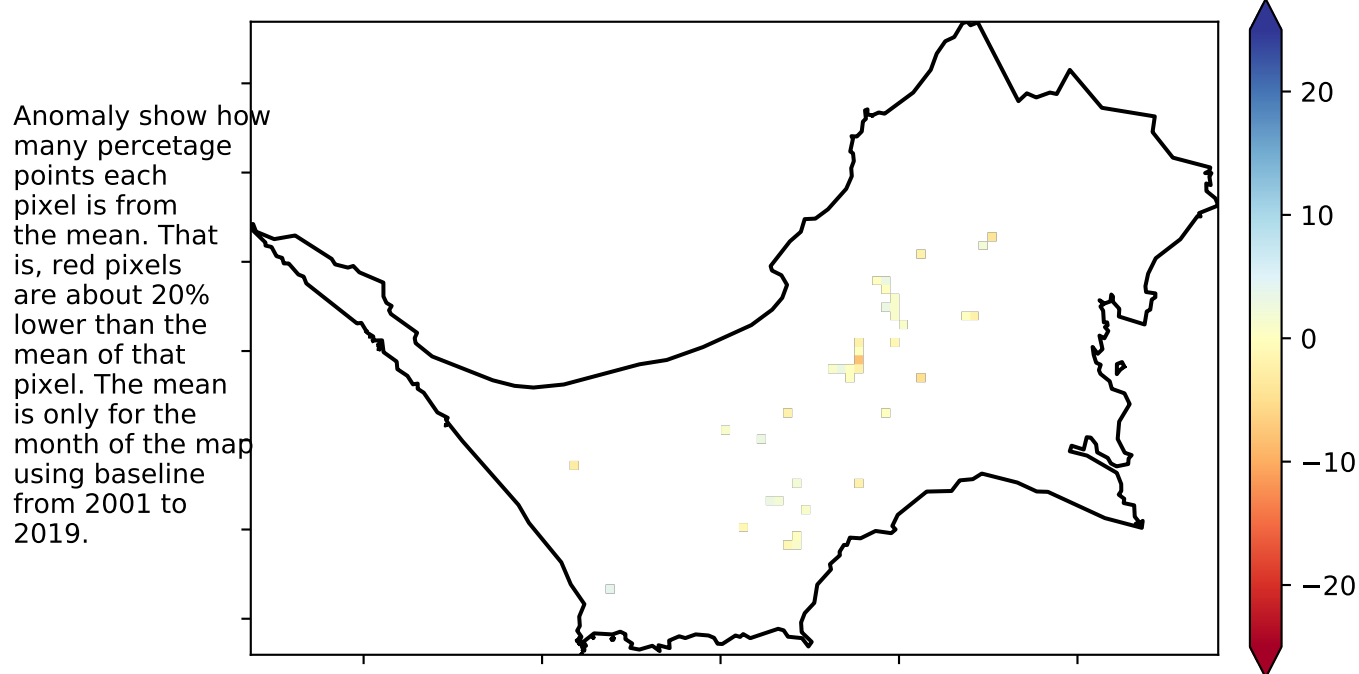 Anomaly show how
many percetage
points each
pixel is from
the mean. That
is, red pixels
are about 20%
lower than the
mean of that
pixel. The mean
is only for the
month of the map
using baseline
from 2001 to
2019.
20
10
0
−10
−20